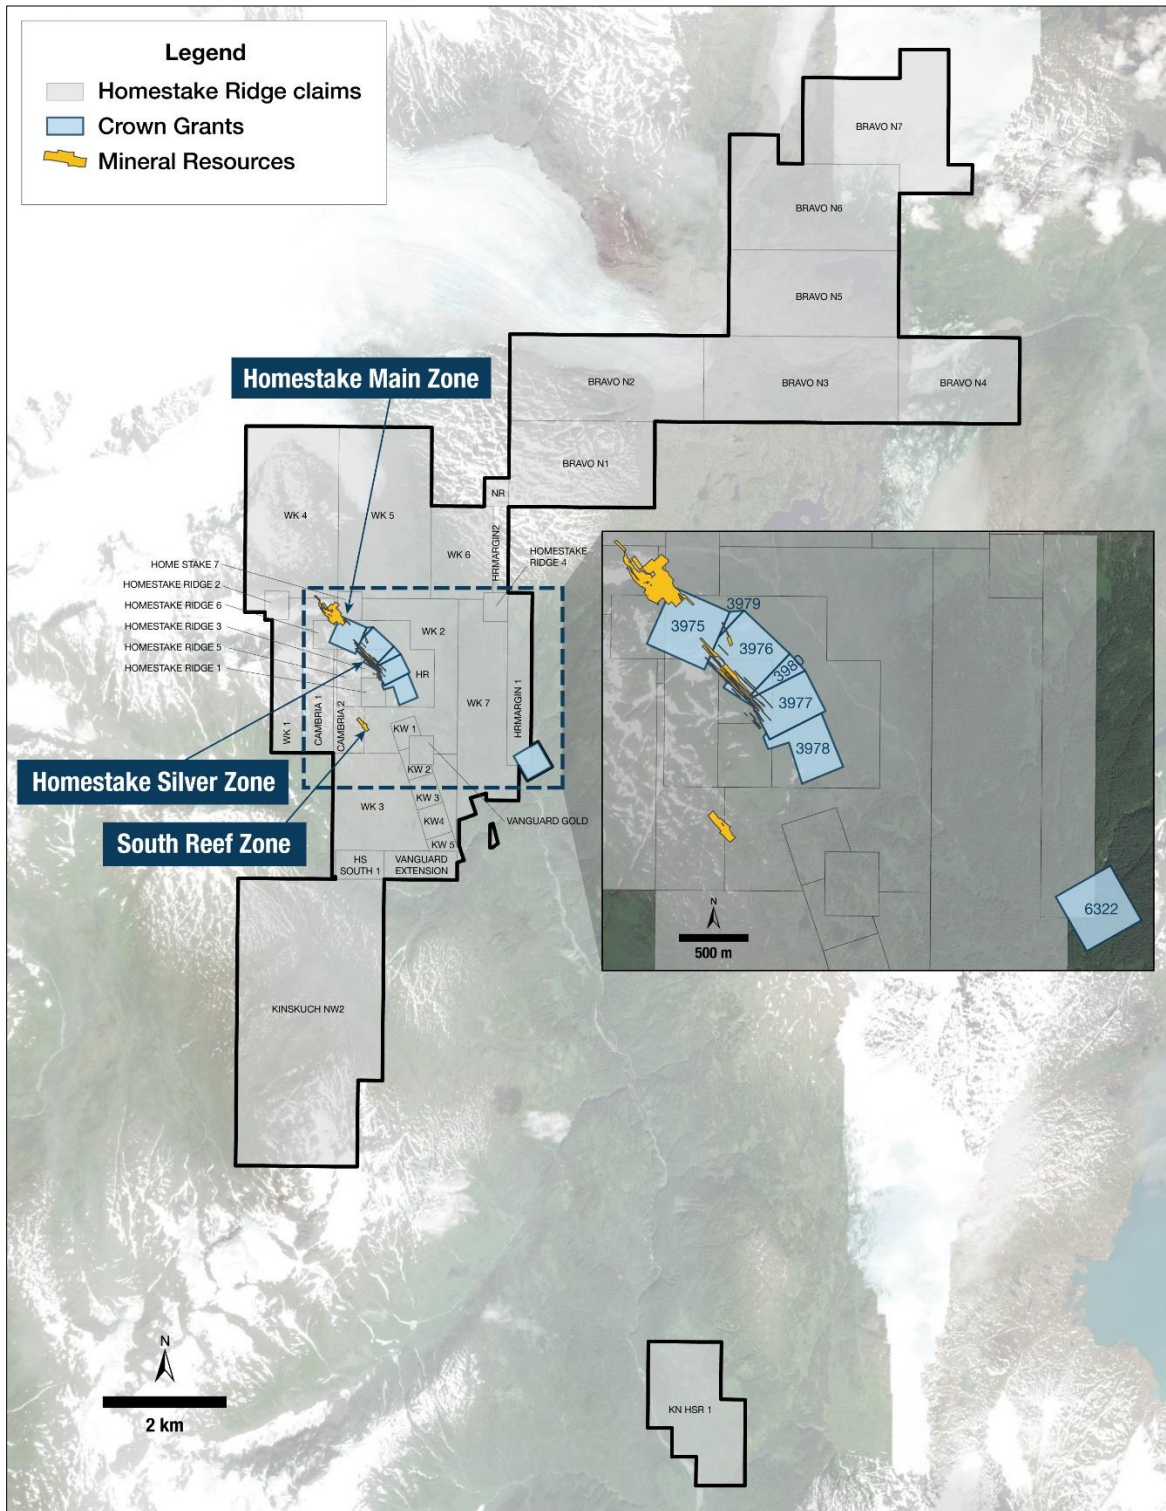 Legend
Homestake Ridge claims
Crown Grants
Mineral Resources
BRAVO N7
BRAVO N6
BRAVO N5
BRAVO N2
BRAVO N3
BRAVO N4
Homestake Main Zone
BRAVO N1
NR
WK 4
WK 5
WK 6
HRMARGIN2
HOMESTAKE
RIDGE 4
HOME STAKE 7
HOMESTAKE RIDGE 2
HOMESTAKE RIDGE 6
HOMESTAKE RIDGE 3
HOMESTAKE RIDGE 5
HOMESTAKE RIDGE 1
WK 2
HR
WK 7
HRMARGIN 1
WK 1
CAMBRIA 1
CAMBRIA 2
KW 1
KW 2
KW 3
KW4
KW 5
WK 3
VANGUARD GOLD
Homestake Silver Zone
South Reef Zone
HS
SOUTH 1
VANGUARD
EXTENSION
3979
3975
3976
3980
3977
3978
6322
N
500 m
KINSKUCH NW2
N
2 km
KN HSR 1